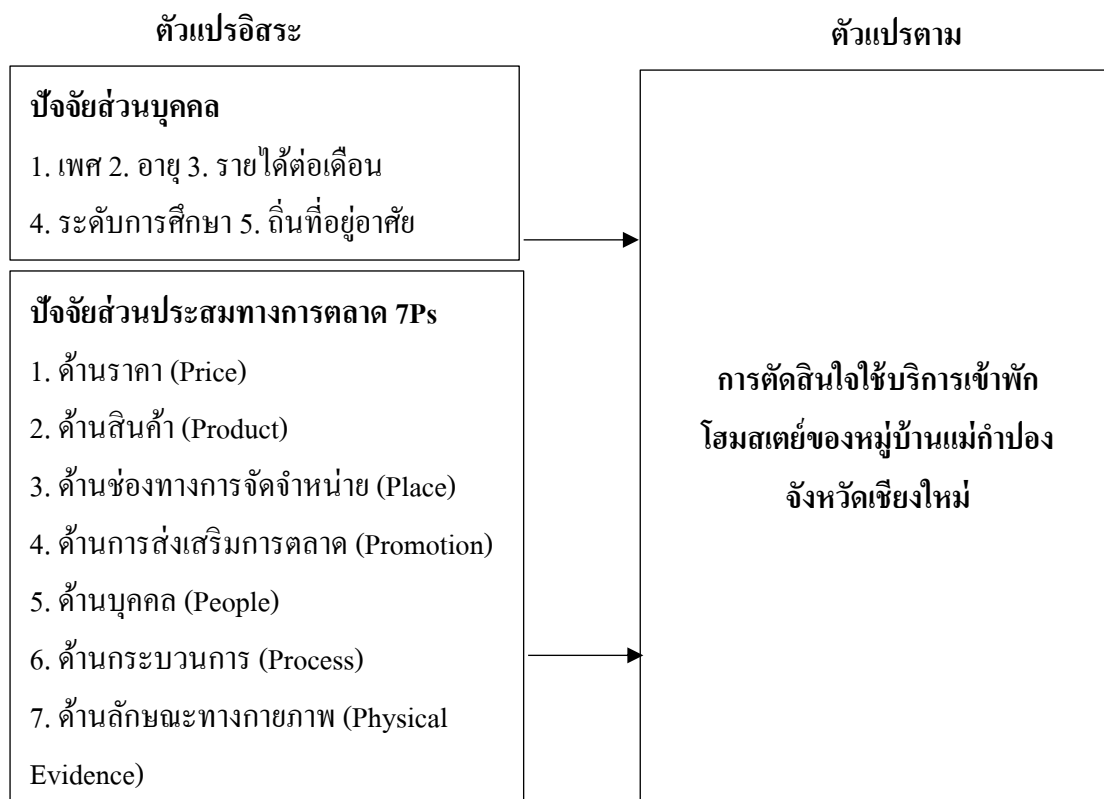 ตัวแปรอิสระ
ปัจจัยส่วนบุคคล
1. เพศ 2. อายุ 3. รายได้ต่อเดือน
4. ระดับการศึกษา 5. ถิ่นที่อยู่อาศัย
ปัจจัยส่วนประสมทางการตลาด 7Ps
1. ด้านราคา (Price)
2. ด้านสินค้า (Product)
3. ด้านช่องทางการจัดจำหน่าย (Place)
4. ด้านการส่งเสริมการตลาด (Promotion)
5. ด้านบุคคล (People)
6. ด้านกระบวนการ (Process)
7. ด้านลักษณะทางกายภาพ (Physical
Evidence)
ตัวแปรตาม
การตัดสินใจใช้บริการเข้าพัก
โฮมสเตย์ของหมู่บ้านแม่กำปอง
จังหวัดเชียงใหม่